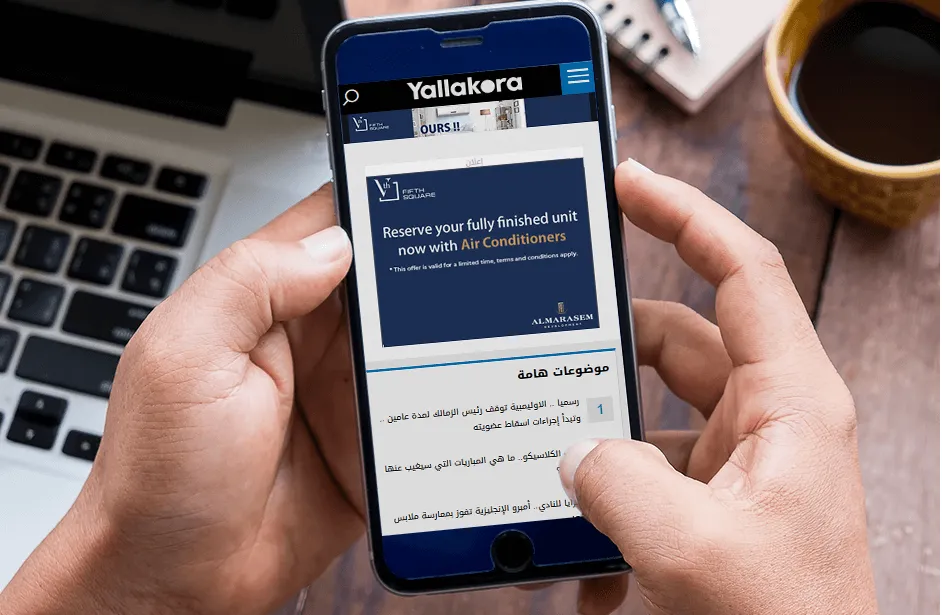 Yallakora
FIFTH
SQUARE
OURS !!
إعلان
Vth
FIFTH
SQUARE
Reserve your fully finished unit
now with Air Conditioners
* This offer is valid for a limited time, terms and conditions apply.
ALMARASEM
DEVELOPMENT
موضوعات هامة
1
رسميا .. الاوليمبية توقف رئيس الزمالك لمدة عامين ..
وتبدأ إجراءات اسقاط عضويته
الكلاسيكو.. ما هي المباريات التي سيغيب عنها
؟
للنادي.. أمبرو الإنجليزية تفوز بممارسة ملابس